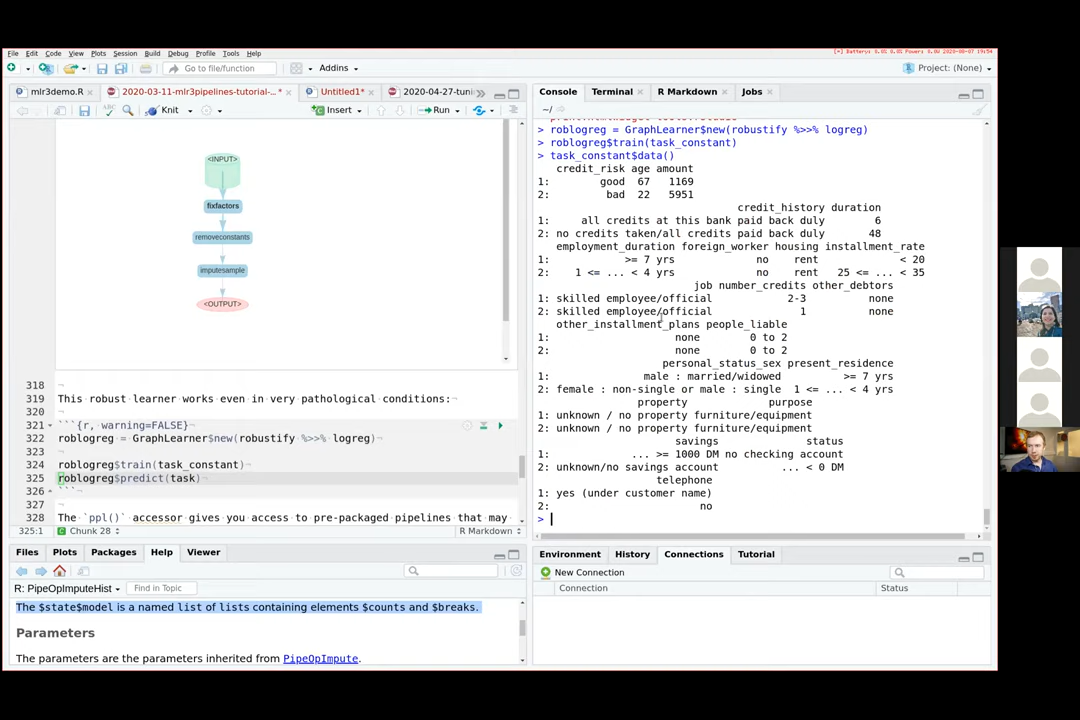 [+] Battery: 0.0% 0.0% Power: 0.00 2020-08-07 19:54
File Edit Code View Plots Session Build Debug Profile Tools Help
Go to file/function
Addins
Project: (None)
mlr3demo.R
2020-03-11-mlr3pipelines-tutorial-...*
Untitled1*
2020-04-27-tuni
Knit
Insert
Run
<INPUT>
fixfactors
removeconstants
imputesample
<OUTPUT>
318 ¬
319 This·robust·learner·works·even·in·very·pathological·conditions:¬
320 ¬
321 ```{r,·warning=FALSE}¬
322 roblogreg·=·GraphLearner$new(robustify·%>>%·logreg)¬
323 ¬
324 roblogreg$train(task_constant)¬
325 roblogreg$predict(task)¬
326 ```¬
327 ¬
328 The·`ppl()`·accessor·gives·you·access·to·pre-packaged·pipelines·that·may
325:1 Chunk 28 R Markdown
Files Plots Packages Help Viewer
R: PipeOpImputeHist Find in Topic
The $state$model is a named list of lists containing elements $counts and $breaks.
Parameters
The parameters are the parameters inherited from PipeOpImpute.
Console Terminal R Markdown Jobs
~/
> roblogreg = GraphLearner$new(robustify %>>% logreg)
> roblogreg$train(task_constant)
> task_constant$data()
credit_risk age amount
1: good 67 1169
2: bad 22 5951
credit_history duration
1: all credits at this bank paid back duly 6
2: no credits taken/all credits paid back duly 48
employment_duration foreign_worker housing installment_rate
1: >= 7 yrs no rent < 20
2: 1 <= ... < 4 yrs no rent 25 <= ... < 35
job number_credits other_debtors
1: skilled employee/official 2-3 none
2: skilled employee/official 1 none
other_installment_plans people_liable
1: none 0 to 2
2: none 0 to 2
personal_status_sex present_residence
1: male : married/widowed >= 7 yrs
2: female : non-single or male : single 1 <= ... < 4 yrs
property purpose
1: unknown / no property furniture/equipment
2: unknown / no property furniture/equipment
savings status
1: ... >= 1000 DM no checking account
2: unknown/no savings account ... < 0 DM
telephone
1: yes (under customer name)
2: no
>
Environment History Connections Tutorial
New Connection
Connection Status